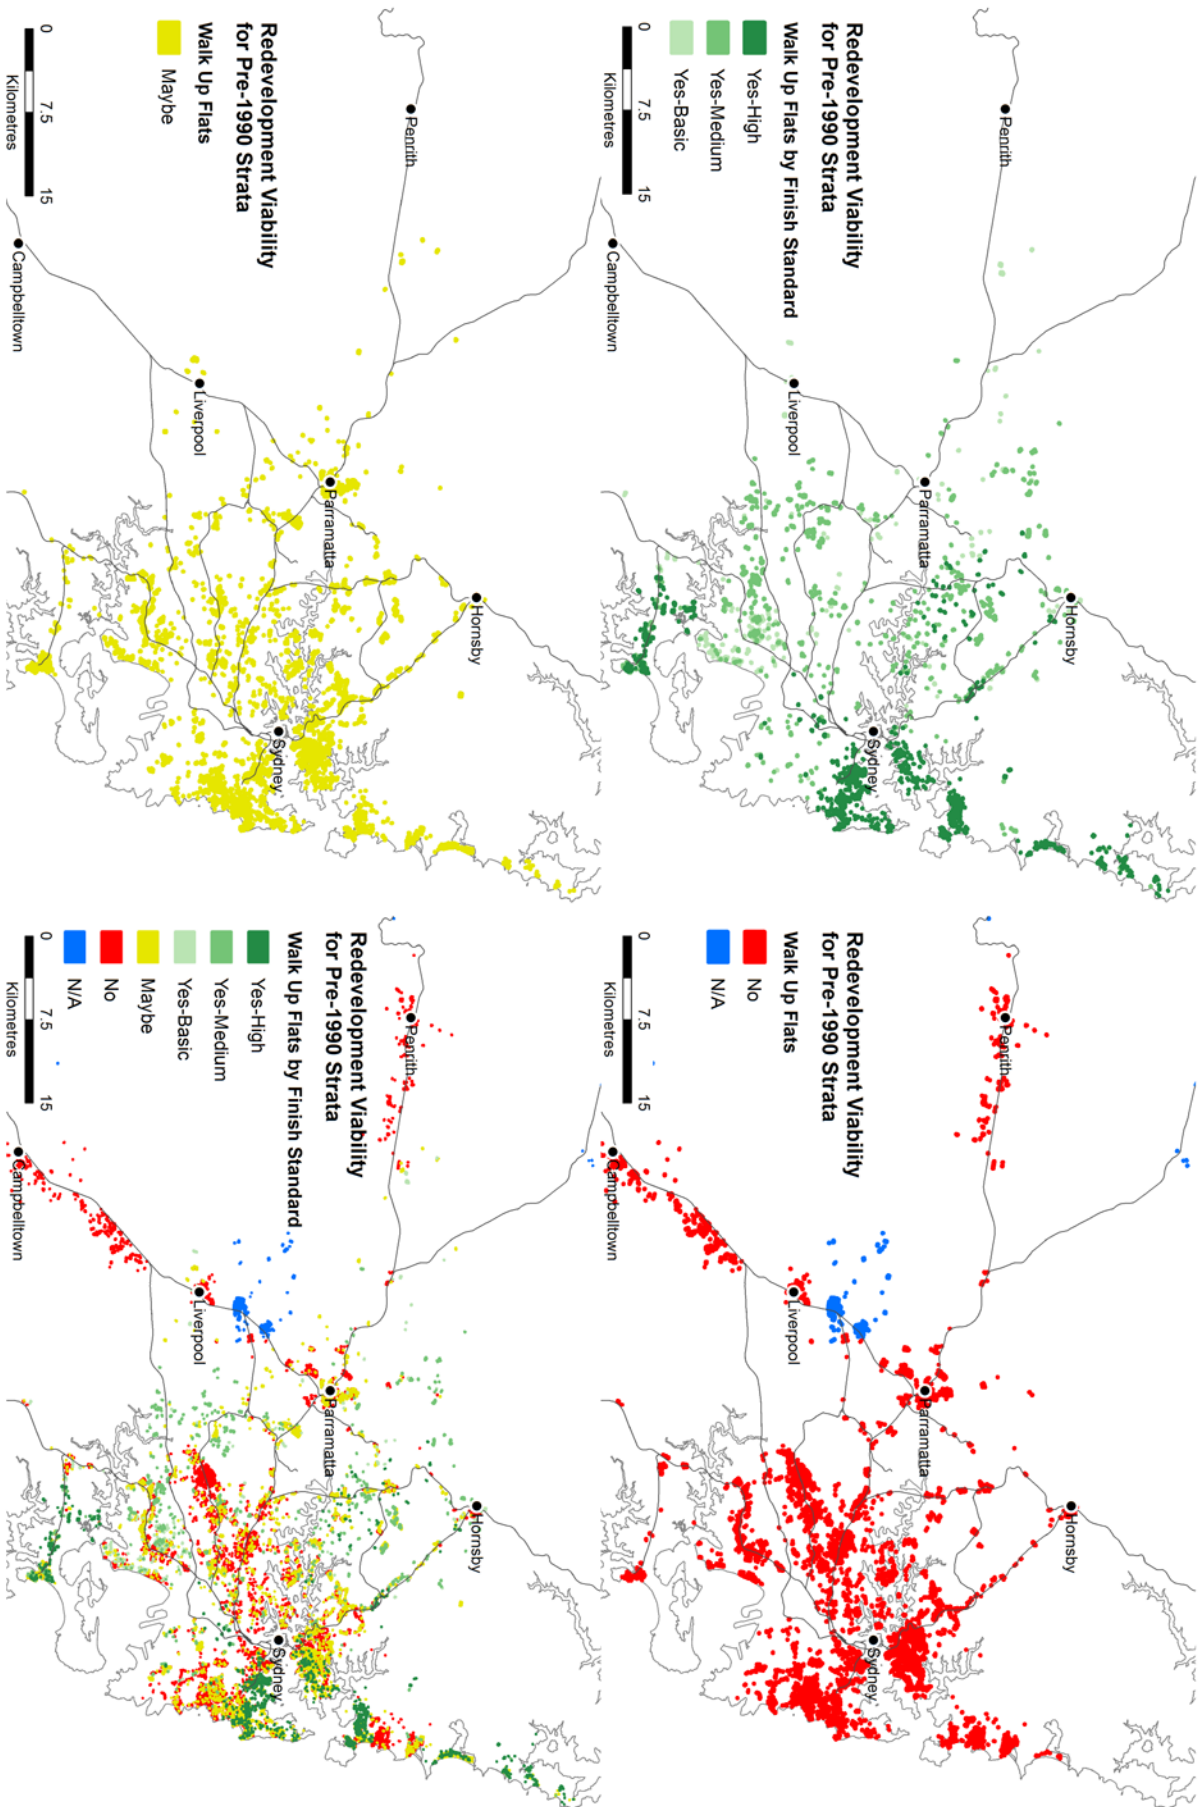 Hornsby
Penrith
Parramatta
Sydney
Redevelopment Viability
for Pre-1990 Strata
Walk Up Flats by Finish Standard
Liverpool
Yes-High
Yes-Medium
Yes-Basic
0 7.5 15
Kilometres
Campbelltown
Hornsby
Penrith
Parramatta
Sydney
Redevelopment Viability
for Pre-1990 Strata
Walk Up Flats
Liverpool
No
N/A
0 7.5 15
Kilometres
Campbelltown
Hornsby
Penrith
Parramatta
Sydney
Redevelopment Viability
for Pre-1990 Strata
Walk Up Flats
Liverpool
Maybe
0 7.5 15
Kilometres
Campbelltown
Hornsby
Penrith
Redevelopment Viability
for Pre-1990 Strata
Parramatta
Walk Up Flats by Finish Standard
Sydney
Yes-High
Yes-Medium
Yes-Basic
Liverpool
Maybe
No
N/A
0 7.5 15
Kilometres
Campbelltown